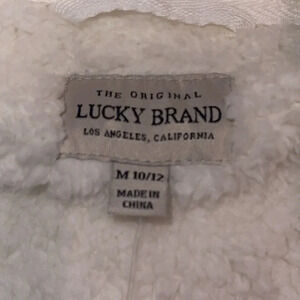 THE ORIGINAL
LUCKY BRAND
LOS ANGELES, CALIFORNIA
M 10/12
MADE IN
CHINA